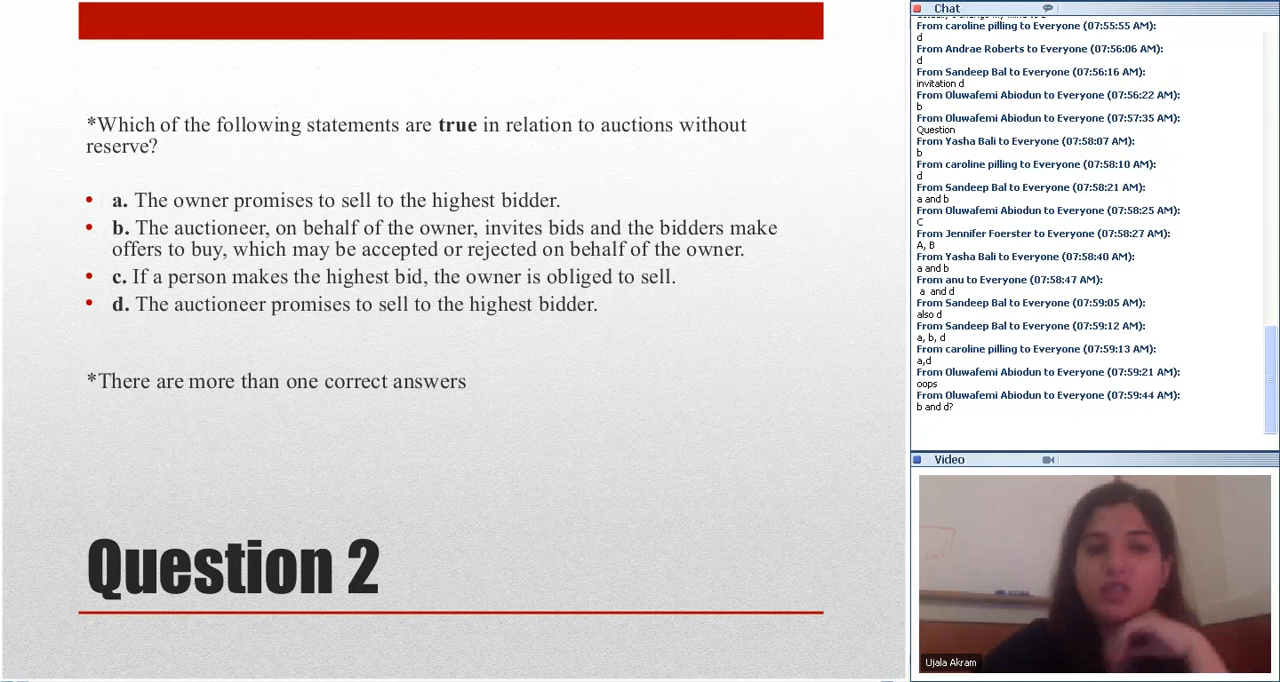 *Which of the following statements are true in relation to auctions without
reserve?
• a. The owner promises to sell to the highest bidder.
• b. The auctioneer, on behalf of the owner, invites bids and the bidders make
offers to buy, which may be accepted or rejected on behalf of the owner.
• c. If a person makes the highest bid, the owner is obliged to sell.
• d. The auctioneer promises to sell to the highest bidder.
*There are more than one correct answers
Question 2
Chat
From caroline pilling to Everyone (07:55:55 AM):
d
From Andrae Roberts to Everyone (07:56:06 AM):
d
From Sandeep Bal to Everyone (07:56:16 AM):
invitation d
From Oluwafemi Abiodun to Everyone (07:56:22 AM):
b
From Oluwafemi Abiodun to Everyone (07:57:35 AM):
Question
From Yasha Bali to Everyone (07:58:07 AM):
b
From caroline pilling to Everyone (07:58:10 AM):
d
From Sandeep Bal to Everyone (07:58:21 AM):
a and b
From Oluwafemi Abiodun to Everyone (07:58:25 AM):
C
From Jennifer Foerster to Everyone (07:58:27 AM):
A, B
From Yasha Bali to Everyone (07:58:40 AM):
a and b
From anu to Everyone (07:58:47 AM):
a and d
From Sandeep Bal to Everyone (07:59:05 AM):
also d
From Sandeep Bal to Everyone (07:59:12 AM):
a, b, d
From caroline pilling to Everyone (07:59:13 AM):
a,d
From Oluwafemi Abiodun to Everyone (07:59:21 AM):
oops
From Oluwafemi Abiodun to Everyone (07:59:44 AM):
b and d?
Video
Ujala Akram